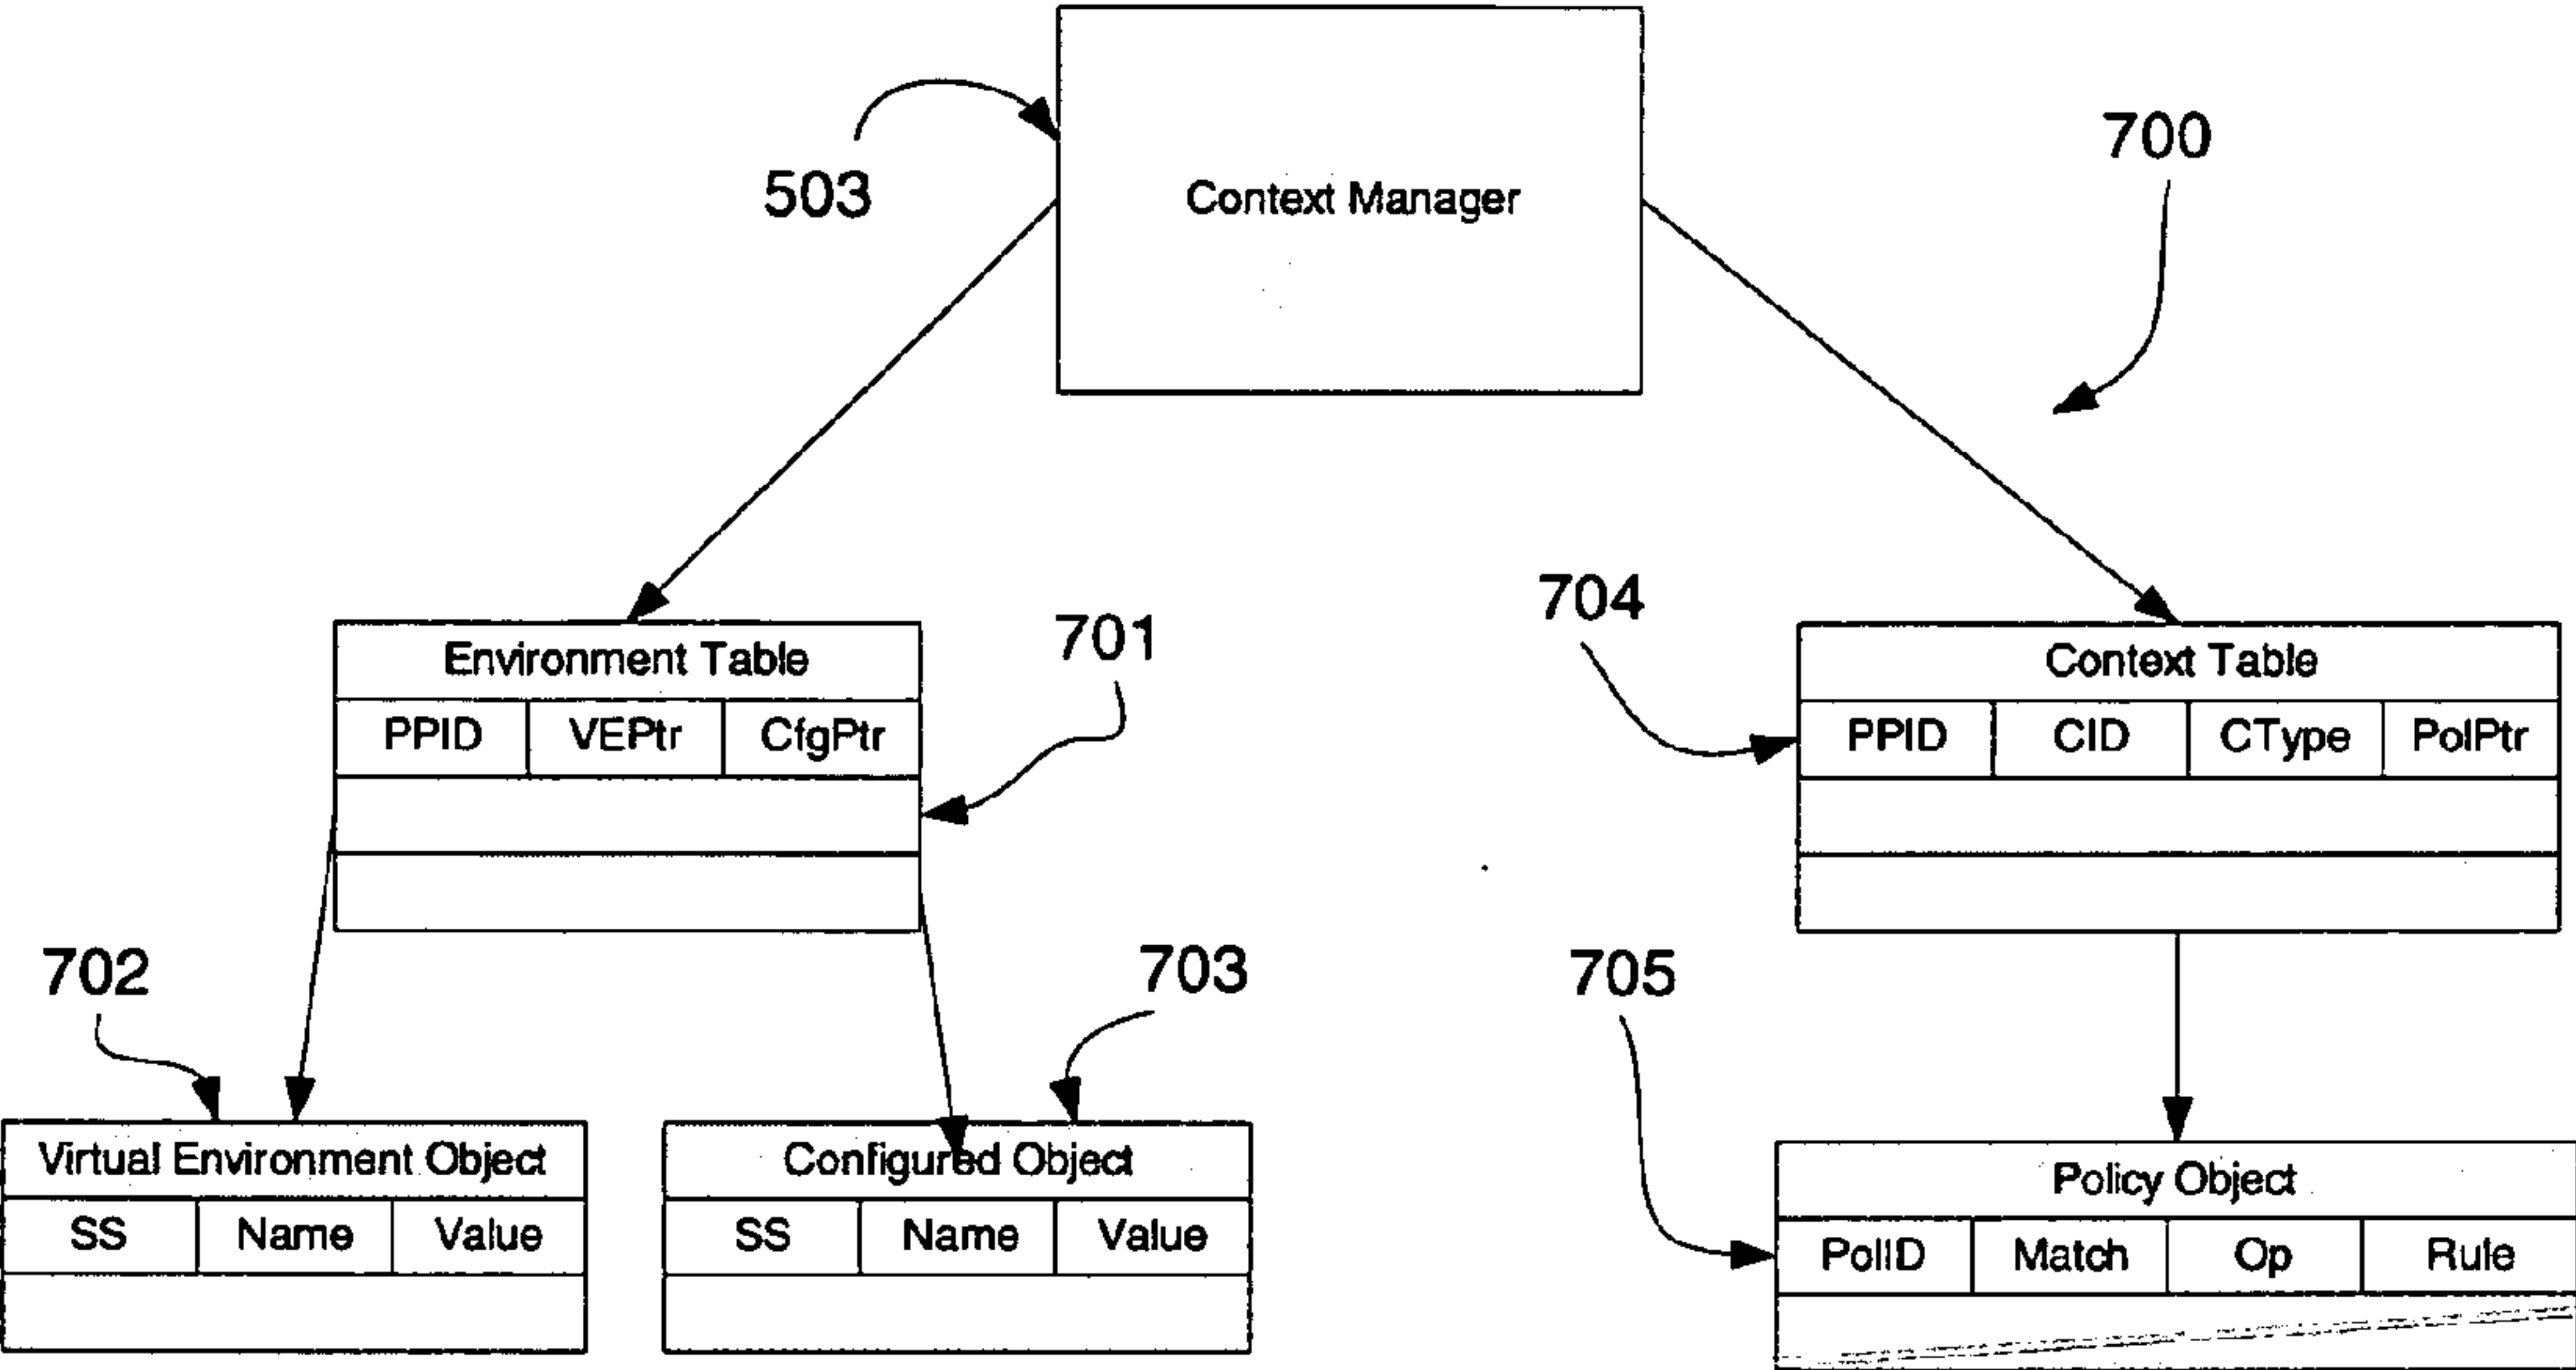 Context Manager
503
700
704
701
Environment Table
PPID VEPtr CfgPtr
Context Table
PPID CID CType PolPtr
702
703
705
Virtual Environment Object
SS Name Value
Configured Object
SS Name Value
Policy Object
PolID Match Op Rule